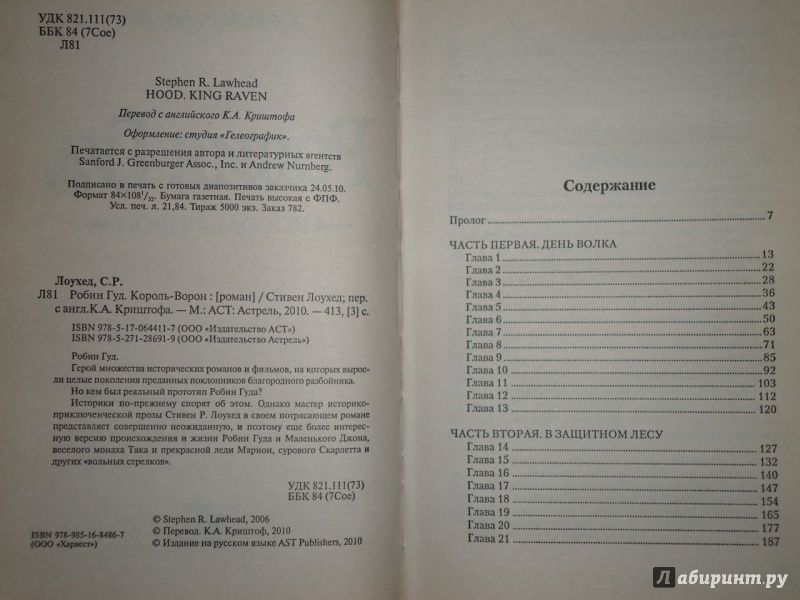 УДК 821.111(73)
ББК 84 (7Сое)
Л81
Stephen R. Lawhead
HOOD. KING RAVEN
Перевод с английского К.А. Криштофа
Оформление: студия «Гелеографик».
Печатается с разрешения автора и литературных агентств
Sanford J. Greenburger Assoc., Inc. и Andrew Nurnberg.
Подписано в печать с готовых диапозитивов заказчика 24.05.10.
Формат 84×108¹/₃₂. Бумага газетная. Печать высокая с ФПФ.
Усл. печ. л. 21,84. Тираж 5000 экз. Заказ 782.
Лоухед, С.Р.
Л81 Робин Гуд. Король-Ворон : [роман] / Стивен Лоухед; пер.
с англ. К.А. Криштофа. — М.: АСТ: Астрель, 2010. — 413, [3] с.
ISBN 978-5-17-064411-7 (ООО «Издательство АСТ»)
ISBN 978-5-271-28691-9 (ООО «Издательство Астрель»)
Робин Гуд.
Герой множества исторических романов и фильмов, на которых вырос-
ли целые поколения преданных поклонников благородного разбойника.
Но кем был реальный прототип Робин Гуда?
Историки по-прежнему спорят об этом. Однако мастер историко-
приключенческой прозы Стивен Р. Лоухед в своем потрясающем романе
представляет совершенно неожиданную, и поэтому еще более интерес-
ную версию происхождения и жизни Робин Гуда и Маленького Джона,
веселого монаха Така и прекрасной леди Марион, сурового Скарлетта и
других «вольных стрелков».
УДК 821.111(73)
ББК 84 (7Сое)
© Stephen R. Lawhead, 2006
© Перевод. К.А. Криштоф, 2010
© Издание на русском языке AST Publishers, 2010
ISBN 978-985-16-8486-7
(ООО «Харвест»)
Содержание
Пролог 7
ЧАСТЬ ПЕРВАЯ. ДЕНЬ ВОЛКА
Глава 1 13
Глава 2 22
Глава 3 28
Глава 4 36
Глава 5 43
Глава 6 50
Глава 7 63
Глава 8 71
Глава 9 85
Глава 10 92
Глава 11 103
Глава 12 112
Глава 13 120
ЧАСТЬ ВТОРАЯ. В ЗАЩИТНОМ ЛЕСУ
Глава 14 127
Глава 15 132
Глава 16 140
Глава 17 147
Глава 18 154
Глава 19 165
Глава 20 177
Глава 21 187
Лабиринт.ру